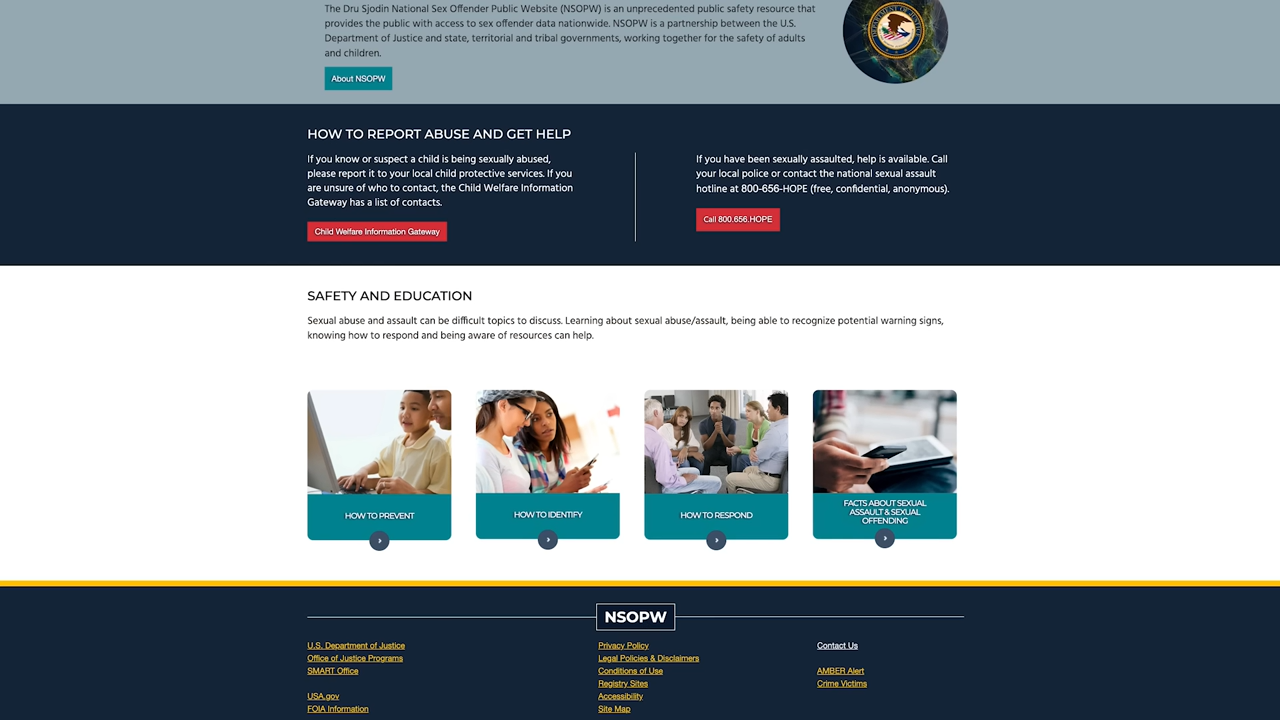 The Dru Sjodin National Sex Offender Public Website (NSOPW) is an unprecedented public safety resource that
provides the public with access to sex offender data nationwide. NSOPW is a partnership between the U.S.
Department of Justice and state, territorial and tribal governments, working together for the safety of adults
and children.
About NSOPW
HOW TO REPORT ABUSE AND GET HELP
If you know or suspect a child is being sexually abused,
please report it to your local child protective services. If you
are unsure of who to contact, the Child Welfare Information
Gateway has a list of contacts.
Child Welfare Information Gateway
If you have been sexually assaulted, help is available. Call
your local police or contact the national sexual assault
hotline at 800-656-HOPE (free, confidential, anonymous).
Call 800.656.HOPE
SAFETY AND EDUCATION
Sexual abuse and assault can be difficult topics to discuss. Learning about sexual abuse/assault, being able to recognize potential warning signs,
knowing how to respond and being aware of resources can help.
HOW TO PREVENT
HOW TO IDENTIFY
HOW TO RESPOND
FACTS ABOUT SEXUAL
ASSAULT & SEXUAL
OFFENDING
NSOPW
U.S. Department of Justice
Office of Justice Programs
SMART Office
USA.gov
FOIA Information
Privacy Policy
Legal Policies & Disclaimers
Conditions of Use
Registry Sites
Accessibility
Site Map
Contact Us
AMBER Alert
Crime Victims